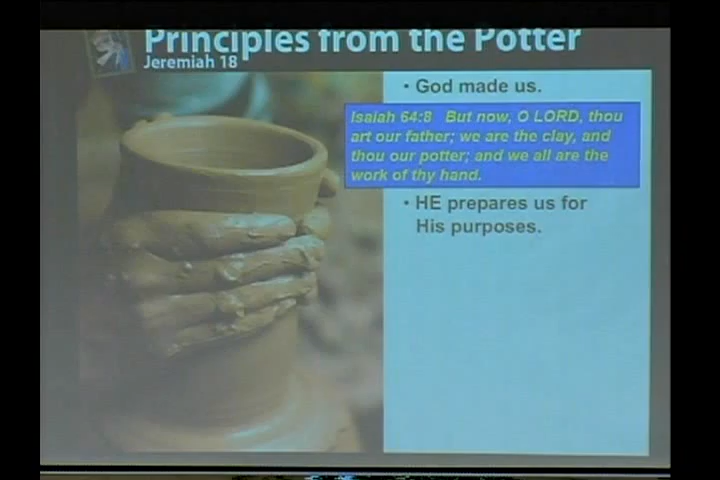 Principles from the Potter
Jeremiah 18
• God made us.
Isaiah 64:8 But now, O LORD, thou
art our father; we are the clay, and
thou our potter; and we all are the
work of thy hand.
• HE prepares us for
His purposes.